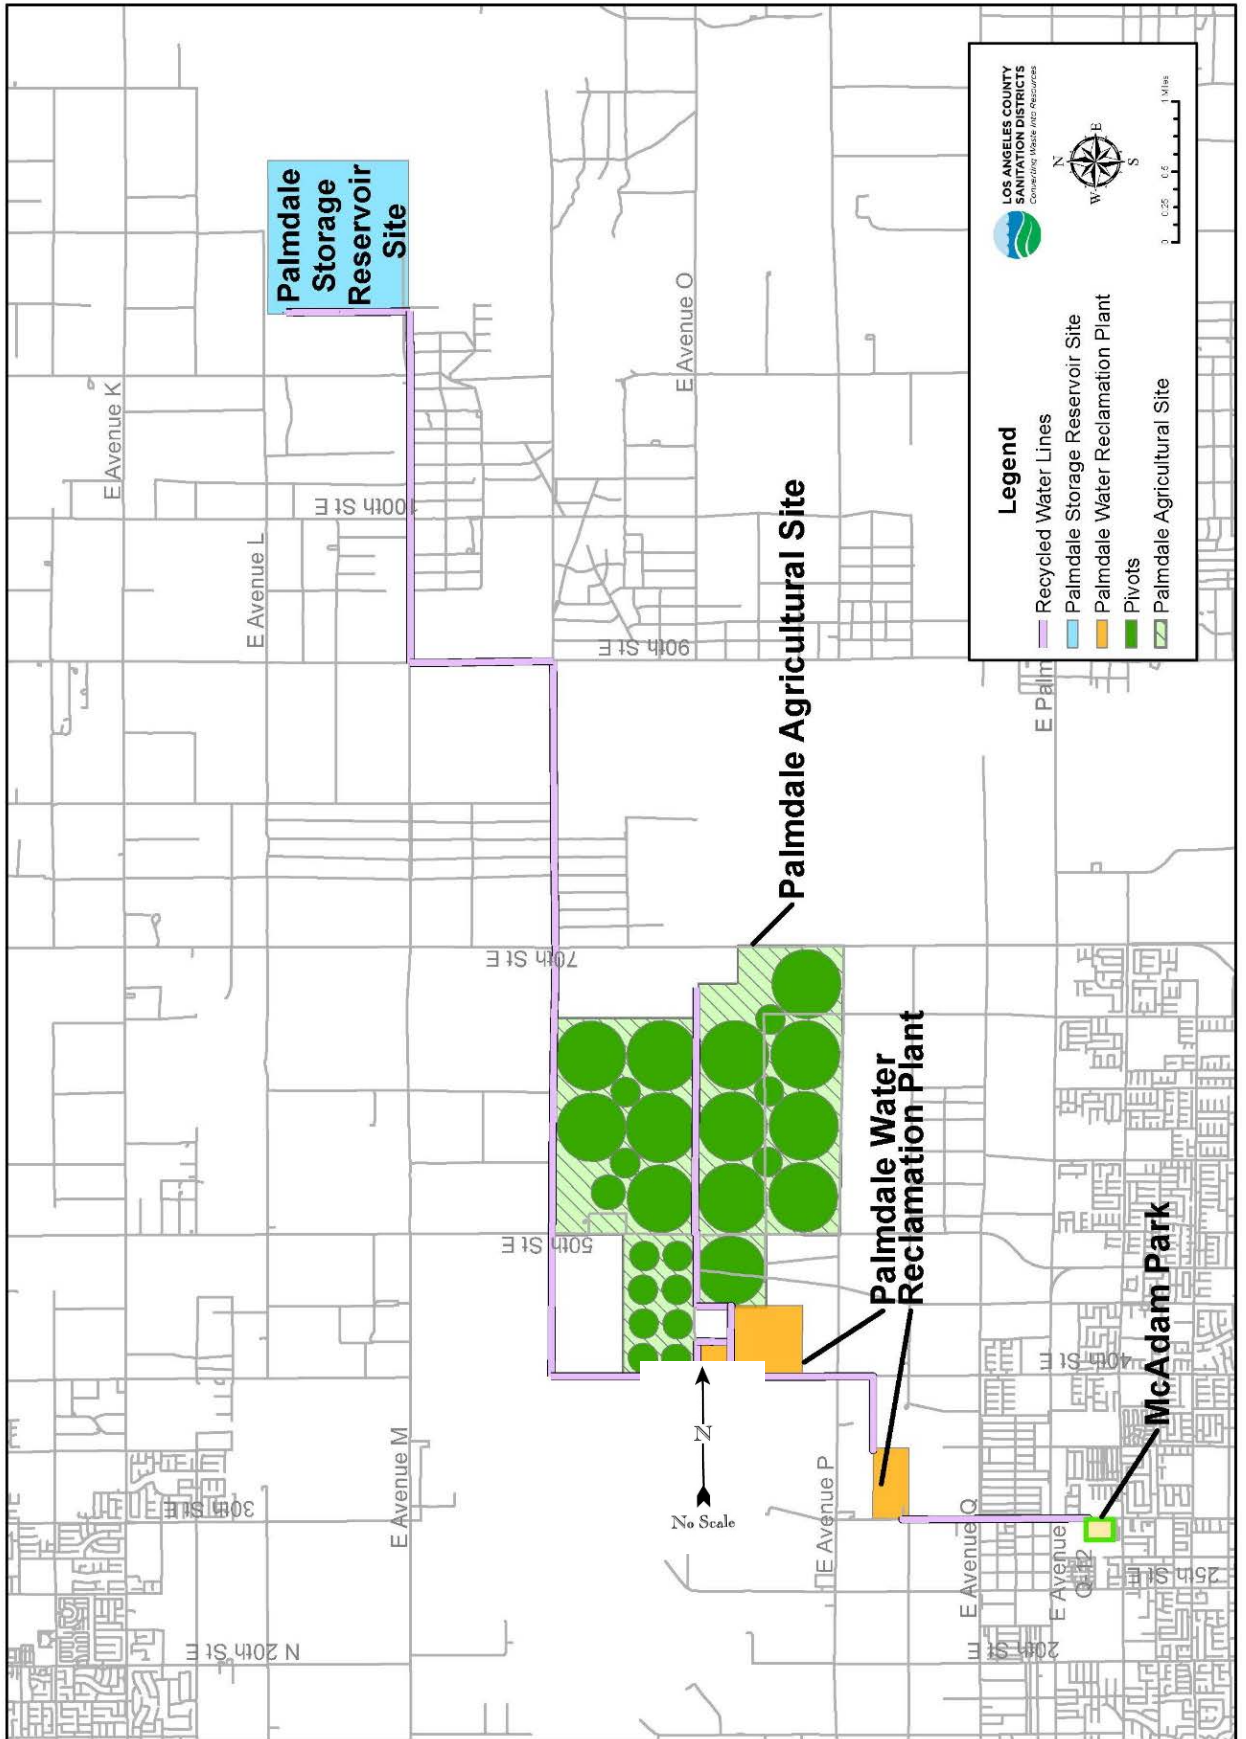 Palmdale
Storage
Reservoir
Site
E Avenue K
100th St E
E Avenue L
E Avenue O
90th St E
E Palm
70th St E
Palmdale Agricultural Site
50th St E
Palmdale Water
Reclamation Plant
40th St E
McAdam Park
E Avenue M
30th St E
N 20th St E
N
No Scale
E Avenue P
E Avenue Q
E Avenue
Q-12
25th St E
20th St E
Legend
Recycled Water Lines
Palmdale Storage Reservoir Site
Palmdale Water Reclamation Plant
Pivots
Palmdale Agricultural Site
LOS ANGELES COUNTY
SANITATION DISTRICTS
Converting Waste Into Resources
N
W E
S
0 0.25 0.5 1 Miles